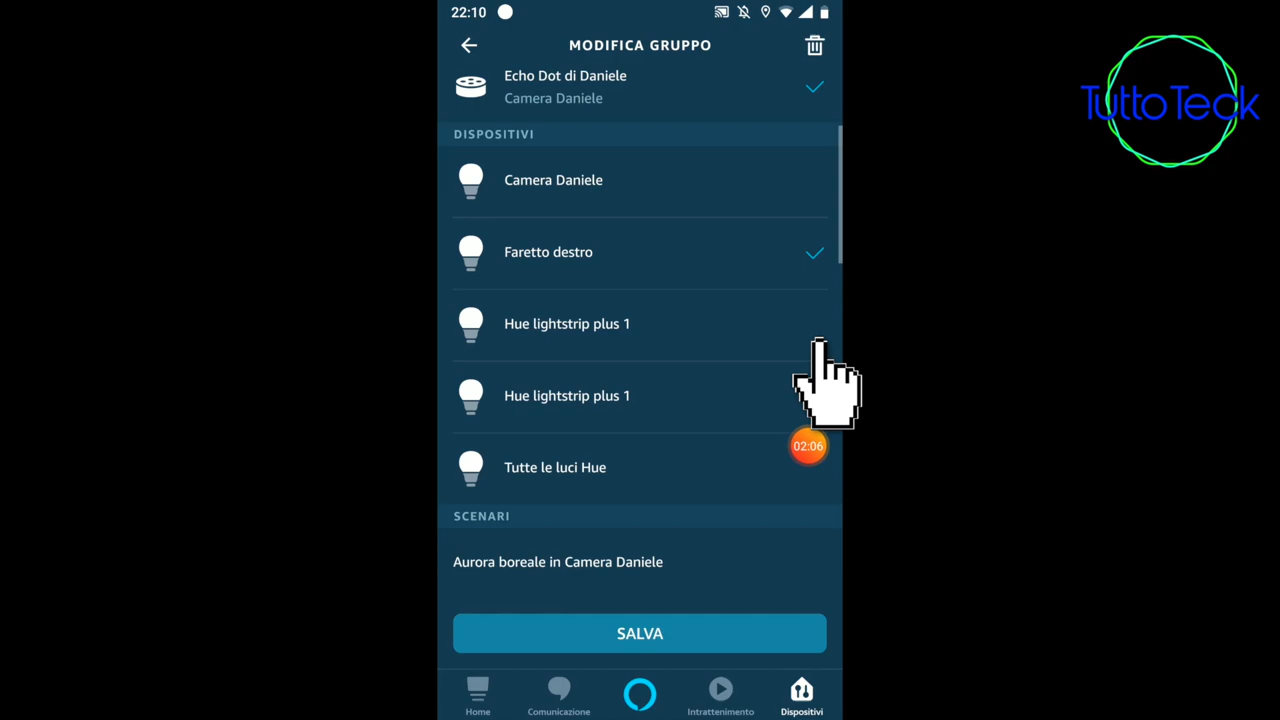 22:10
MODIFICA GRUPPO
Echo Dot di Daniele
Camera Daniele
DISPOSITIVI
Camera Daniele
Faretto destro
Hue lightstrip plus 1
Hue lightstrip plus 1
02:06
Tutte le luci Hue
SCENARI
Aurora boreale in Camera Daniele
SALVA
Home
Comunicazione
Intrattenimento
Dispositivi
TuttoTeck